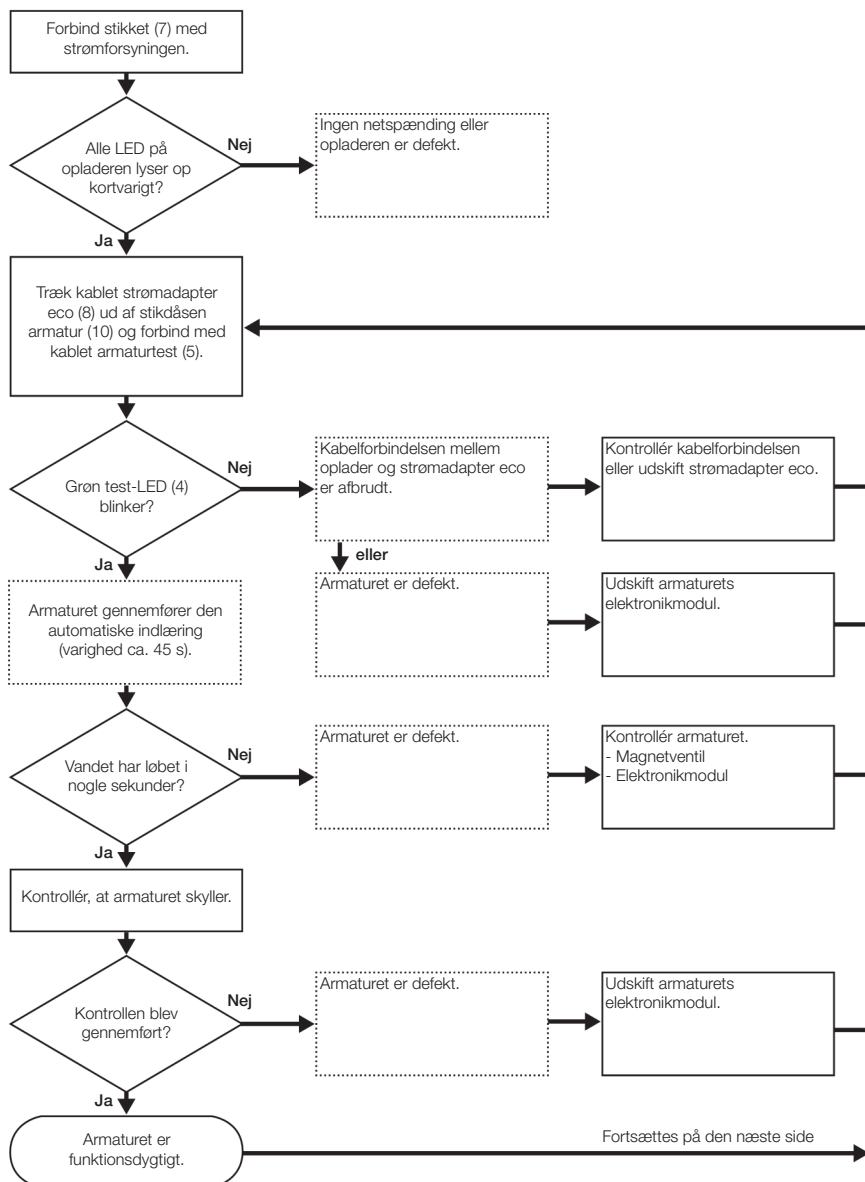 Forbind stikket (7) med
strømforsyningen.
Alle LED på
opladeren lyser op
kortvarigt?
Nej
Ingen netspænding eller
opladeren er defekt.
Ja
Træk kablet strømadapter
eco (8) ud af stikdåsen
armatur (10) og forbind med
kablet armaturtest (5).
Grøn test-LED (4)
blinker?
Nej
Kabelforbindelsen mellem
oplader og strømadapter eco
er afbrudt.
Kontrollér kabelforbindelsen
eller udskift strømadapter eco.
eller
Ja
Armaturet gennemfører den
automatiske indlæring
(varighed ca. 45 s).
Armaturet er defekt.
Udskift armaturets
elektronikmodul.
Vandet har løbet i
nogle sekunder?
Nej
Armaturet er defekt.
Kontrollér armaturet.
- Magnetventil
- Elektronikmodul
Ja
Kontrollér, at armaturet skyller.
Kontrollen blev
gennemført?
Nej
Armaturet er defekt.
Udskift armaturets
elektronikmodul.
Ja
Armaturet er
funktionsdygtigt.
Fortsættes på den næste side